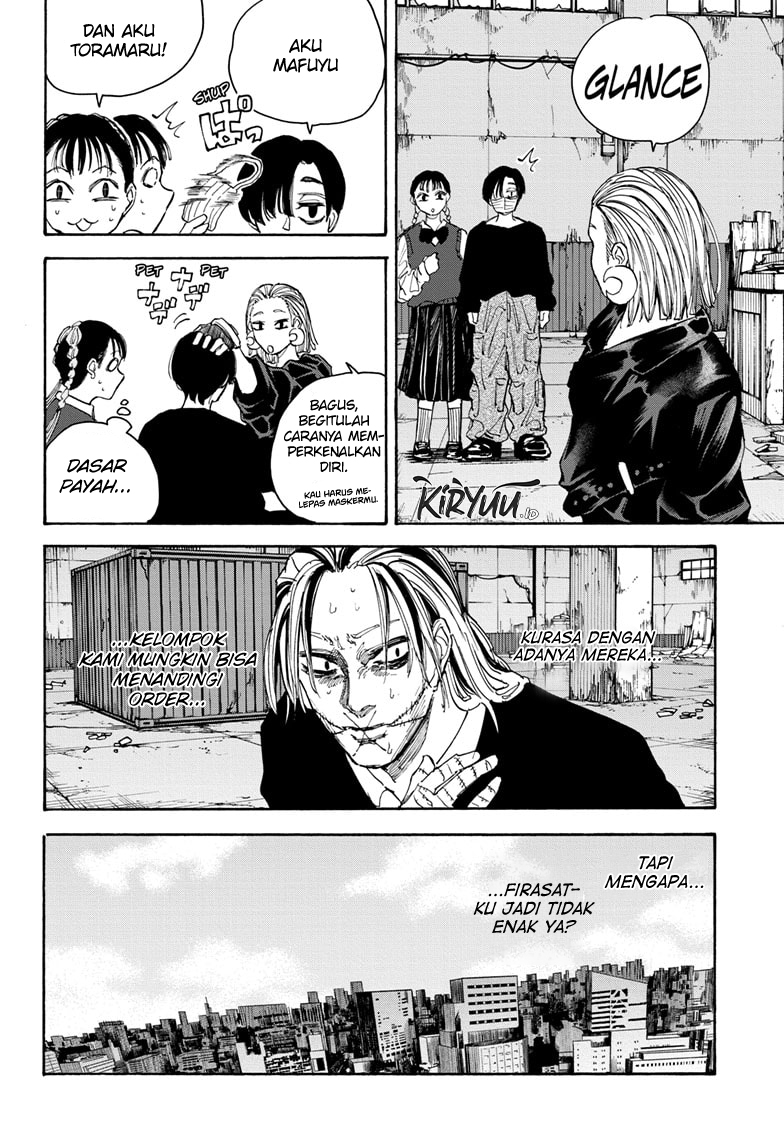 GLANCE
AKU
MAFUYU
SHUP
ぱっ
DAN AKU
TORAMARU!
PET
PET
ナデ
ナデ
BAGUS,
BEGITULAH
CARANYA MEM-
PERKENALKAN
DIRI.
KAU HARUS ME-
LEPAS MASKERMU.
DASAR
PAYAH...
KIRYUU.ID
KURASA DENGAN
ADANYA MEREKA...
...KELOMPOK
KAMI MUNGKIN BISA
MENANDINGI
ORDER...
TAPI
MENGAPA...
...FIRASAT-
KU JADI TIDAK
ENAK YA?